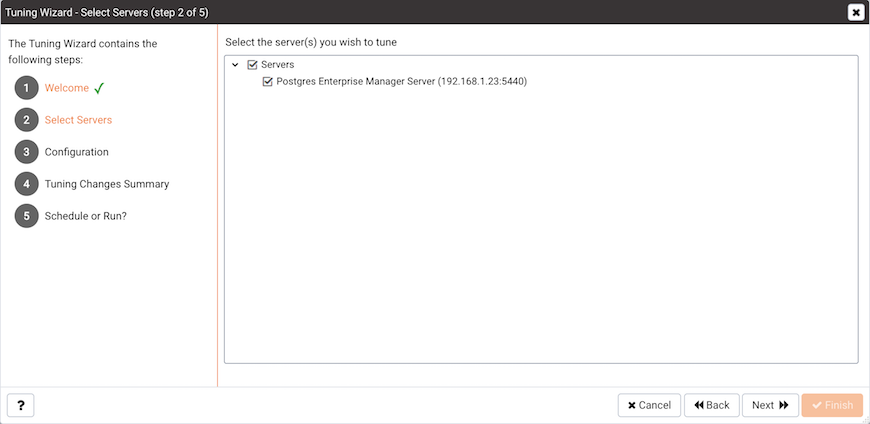 Tuning Wizard - Select Servers (step 2 of 5)
The Tuning Wizard contains the
following steps:
1 Welcome
2 Select Servers
3 Configuration
4 Tuning Changes Summary
5 Schedule or Run?
Select the server(s) you wish to tune
Servers
Postgres Enterprise Manager Server (192.168.1.23:5440)
?
Cancel
Back
Next
Finish